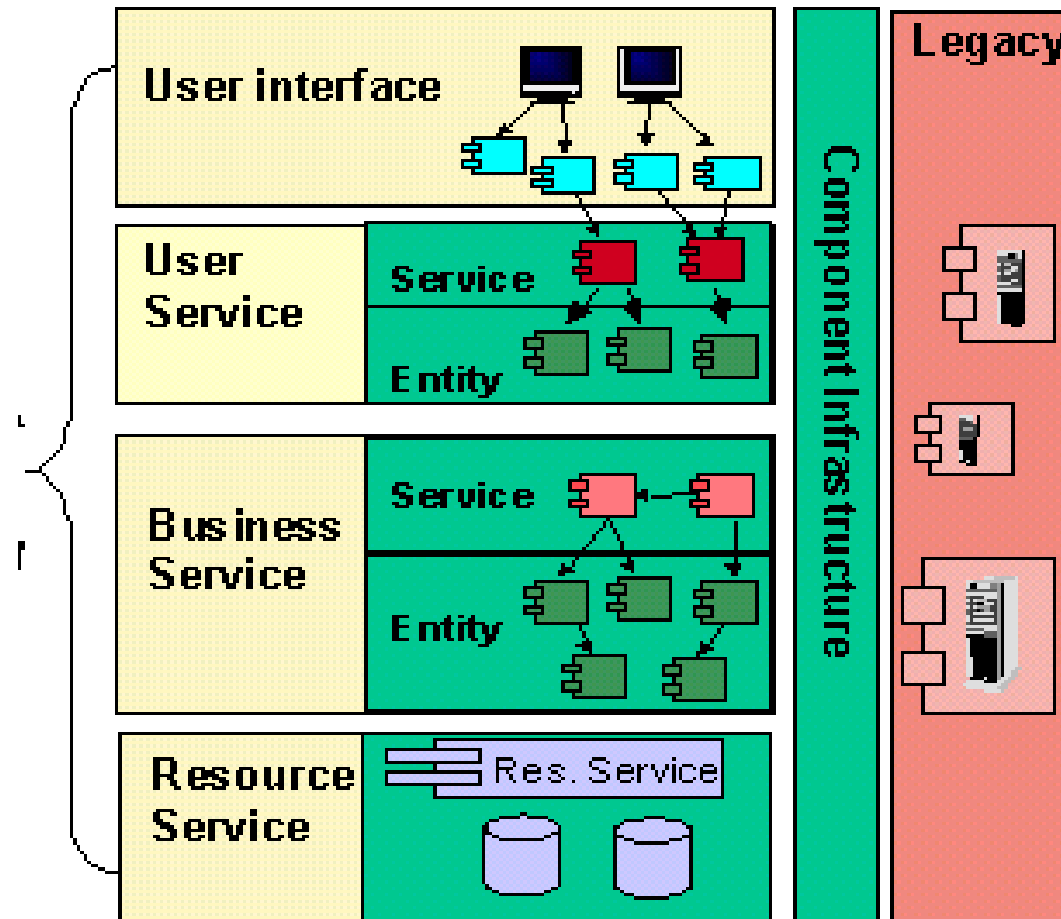 User interface
User
Service
Service
Entity
Business
Service
Service
Entity
Resource
Service
Res. Service
Component Infrastructure
Legacy